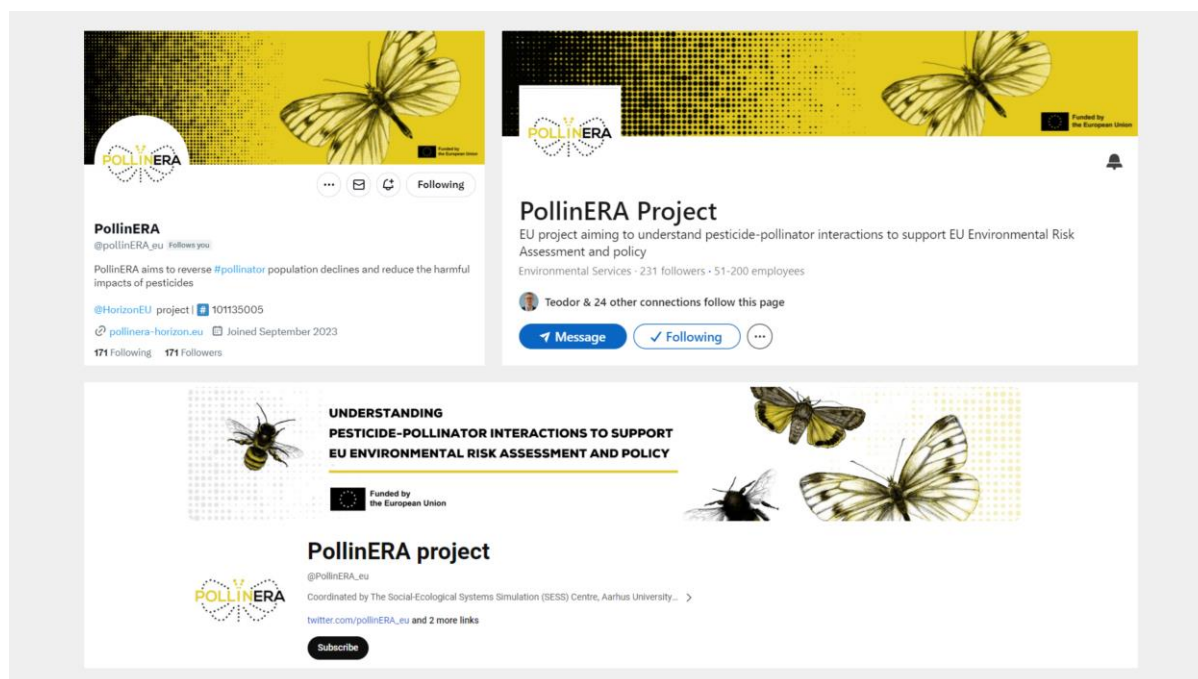 Funded by
the European Union
POLLINERA
Following
PollinERA
@pollinERA_eu Follows you
PollinERA aims to reverse #pollinator population declines and reduce the harmful
impacts of pesticides
@HorizonEU project | # 101135005
pollinera-horizon.eu Joined September 2023
171 Following 171 Followers
Funded by
the European Union
POLLINERA
PollinERA Project
EU project aiming to understand pesticide-pollinator interactions to support EU Environmental Risk
Assessment and policy
Environmental Services · 231 followers · 51-200 employees
Teodor & 24 other connections follow this page
Message Following
UNDERSTANDING
PESTICIDE-POLLINATOR INTERACTIONS TO SUPPORT
EU ENVIRONMENTAL RISK ASSESSMENT AND POLICY
Funded by
the European Union
PollinERA project
@PollinERA_eu
POLLINERA
Coordinated by The Social-Ecological Systems Simulation (SESS) Centre, Aarhus University...
twitter.com/pollinERA_eu and 2 more links
Subscribe